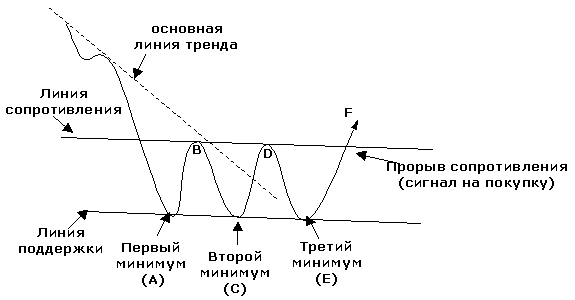 основная
линия тренда
Линия
сопротивления
F
B
D
Прорыв сопротивления
(сигнал на покупку)
Линия
поддержки
Первый
минимум
(A)
Второй
минимум
(C)
Третий
минимум
(E)